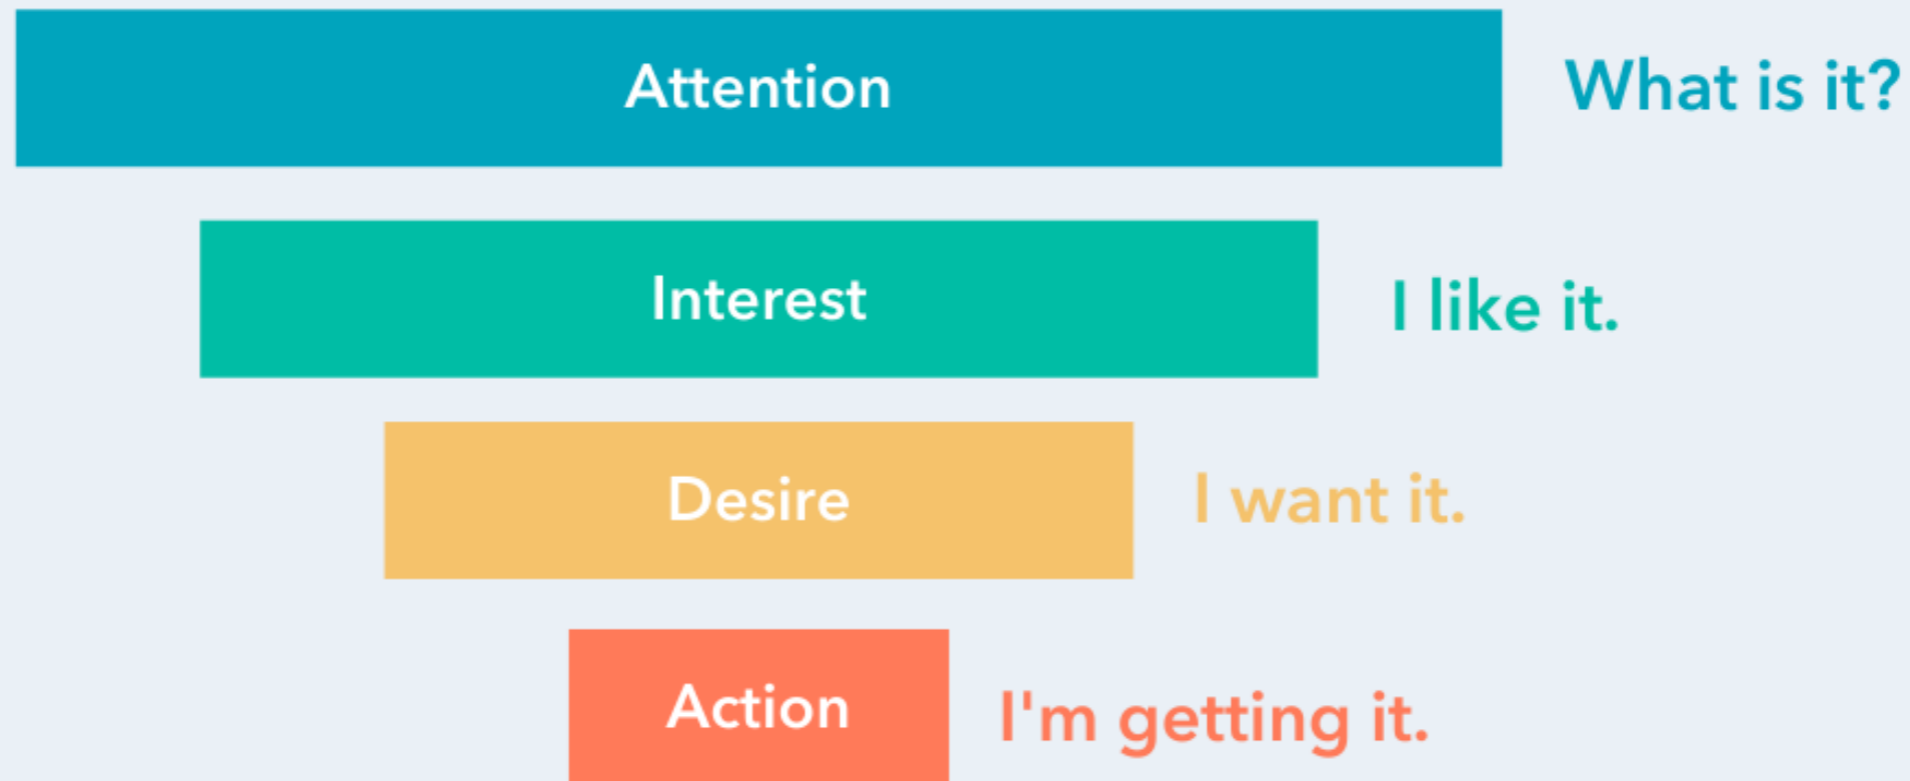 Attention What is it?
Interest I like it.
Desire I want it.
Action I'm getting it.